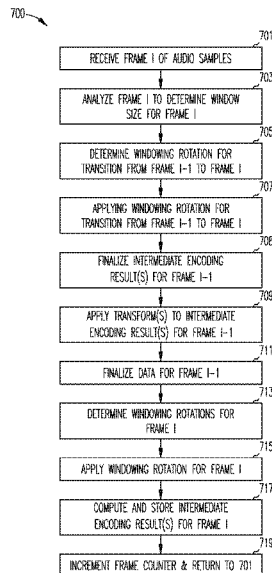 700
701
RECEIVE FRAME I OF AUDIO SAMPLES
703
ANALYZE FRAME I TO DETERMINE WINDOW
SIZE FOR FRAME I
705
DETERMINE WINDOWING ROTATION FOR
TRANSITION FROM FRAME I-1 TO FRAME I
707
APPLYING WINDOWING ROTATION FOR
TRANSITION FROM FRAME I-1 TO FRAME I
708
FINALIZE INTERMEDIATE ENCODING
RESULT(S) FOR FRAME I-1
709
APPLY TRANSFORM(S) TO INTERMEDIATE
ENCODING RESULT(S) FOR FRAME I-1
711
FINALIZE DATA FOR FRAME I-1
713
DETERMINE WINDOWING ROTATIONS FOR
FRAME I
715
APPLY WINDOWING ROTATION FOR FRAME I
717
COMPUTE AND STORE INTERMEDIATE
ENCODING RESULT(S) FOR FRAME I
719
INCREMENT FRAME COUNTER & RETURN TO 701